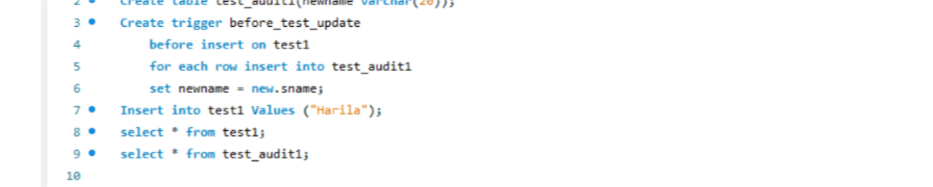 2 Create table test_audit1(newname varchar(20));
3 Create trigger before_test_update
4 before insert on test1
5 for each row insert into test_audit1
6 set newname = new.sname;
7 Insert into test1 Values ("Harila");
8 select * from test1;
9 select * from test_audit1;
10